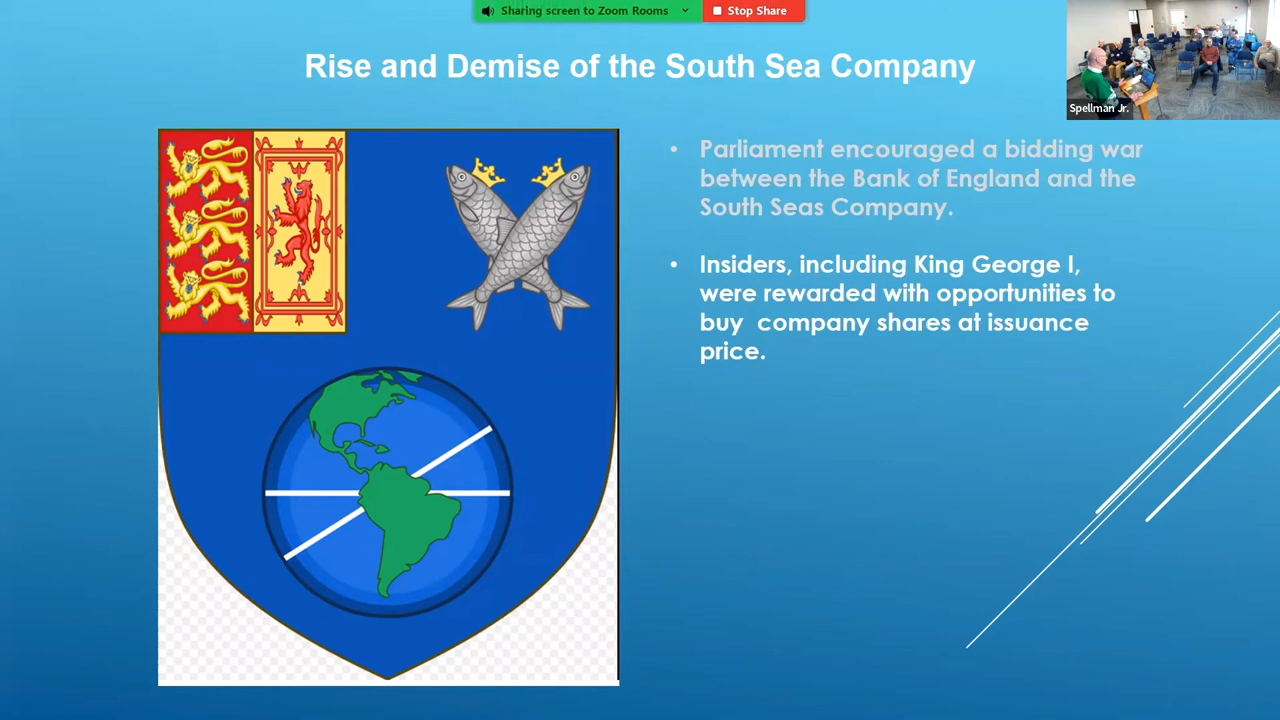 Sharing screen to Zoom Rooms
Stop Share
Rise and Demise of the South Sea Company
Spellman Jr.
• Parliament encouraged a bidding war
between the Bank of England and the
South Seas Company.
• Insiders, including King George I,
were rewarded with opportunities to
buy company shares at issuance
price.